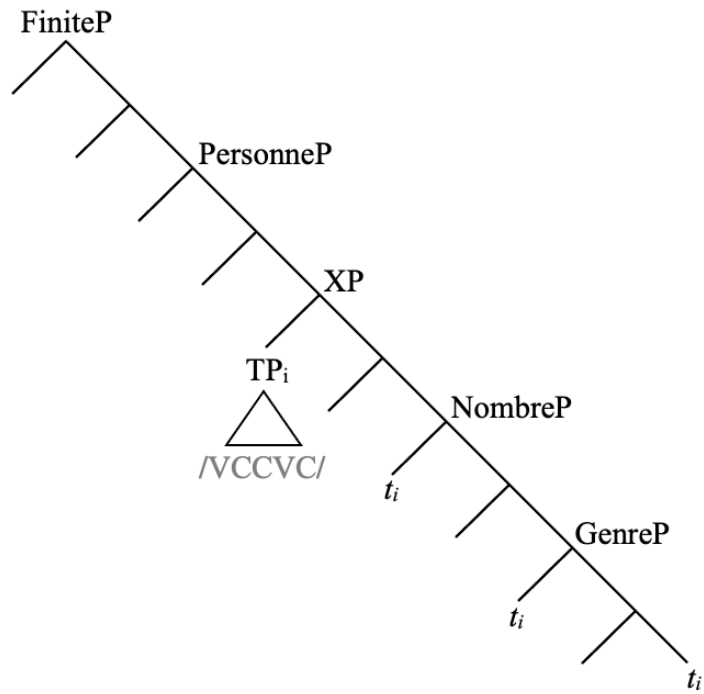 FiniteP
PersonneP
XP
TPᵢ
/VCCVC/
NombreP
tᵢ
GenreP
tᵢ
tᵢ